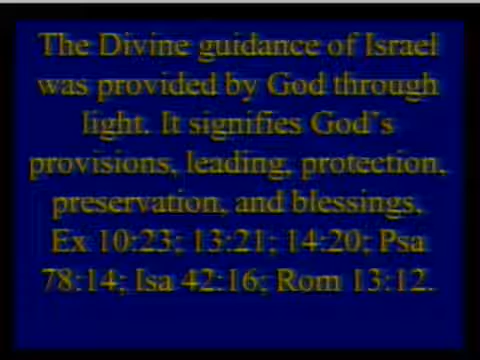 The Divine guidance of Israel
was provided by God through
light. It signifies God's
provisions, leading, protection,
preservation, and blessings.
Ex 10:23; 13:21; 14:20; Psa
78:14; Isa 42:16; Rom 13:12.